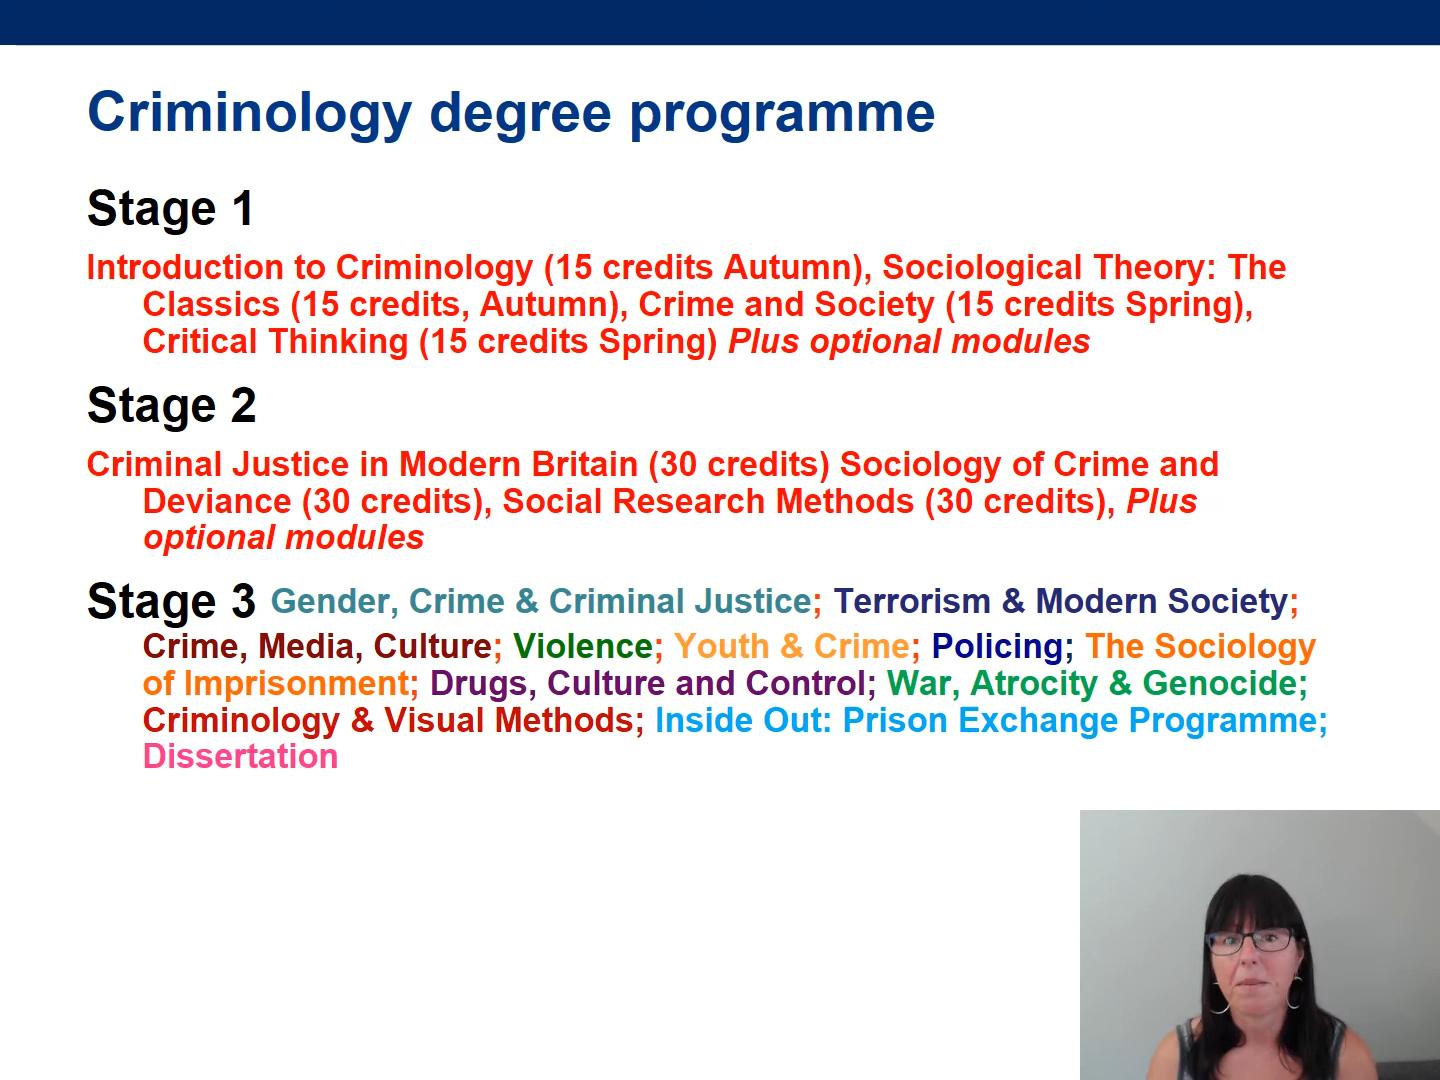 Criminology degree programme
Stage 1
Introduction to Criminology (15 credits Autumn), Sociological Theory: The
Classics (15 credits, Autumn), Crime and Society (15 credits Spring),
Critical Thinking (15 credits Spring) Plus optional modules
Stage 2
Criminal Justice in Modern Britain (30 credits) Sociology of Crime and
Deviance (30 credits), Social Research Methods (30 credits), Plus
optional modules
Stage 3 Gender, Crime & Criminal Justice; Terrorism & Modern Society;
Crime, Media, Culture; Violence; Youth & Crime; Policing; The Sociology
of Imprisonment; Drugs, Culture and Control; War, Atrocity & Genocide;
Criminology & Visual Methods; Inside Out: Prison Exchange Programme;
Dissertation